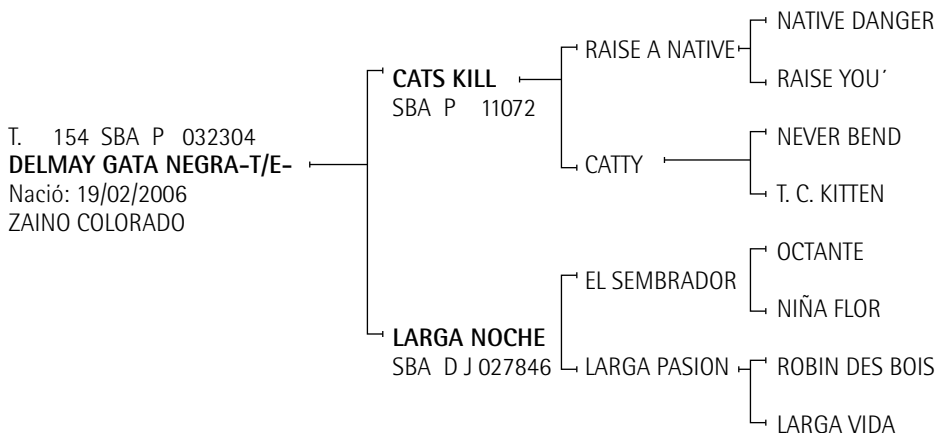 T. 154 SBA P 032304
DELMAY GATA NEGRA-T/E-
Nació: 19/02/2006
ZAINO COLORADO
CATS KILL
SBA P 11072
LARGA NOCHE
SBA D J 027846
RAISE A NATIVE
CATTY
EL SEMBRADOR
LARGA PASION
NATIVE DANGER
RAISE YOU´
NEVER BEND
T. C. KITTEN
OCTANTE
NIÑA FLOR
ROBIN DES BOIS
LARGA VIDA